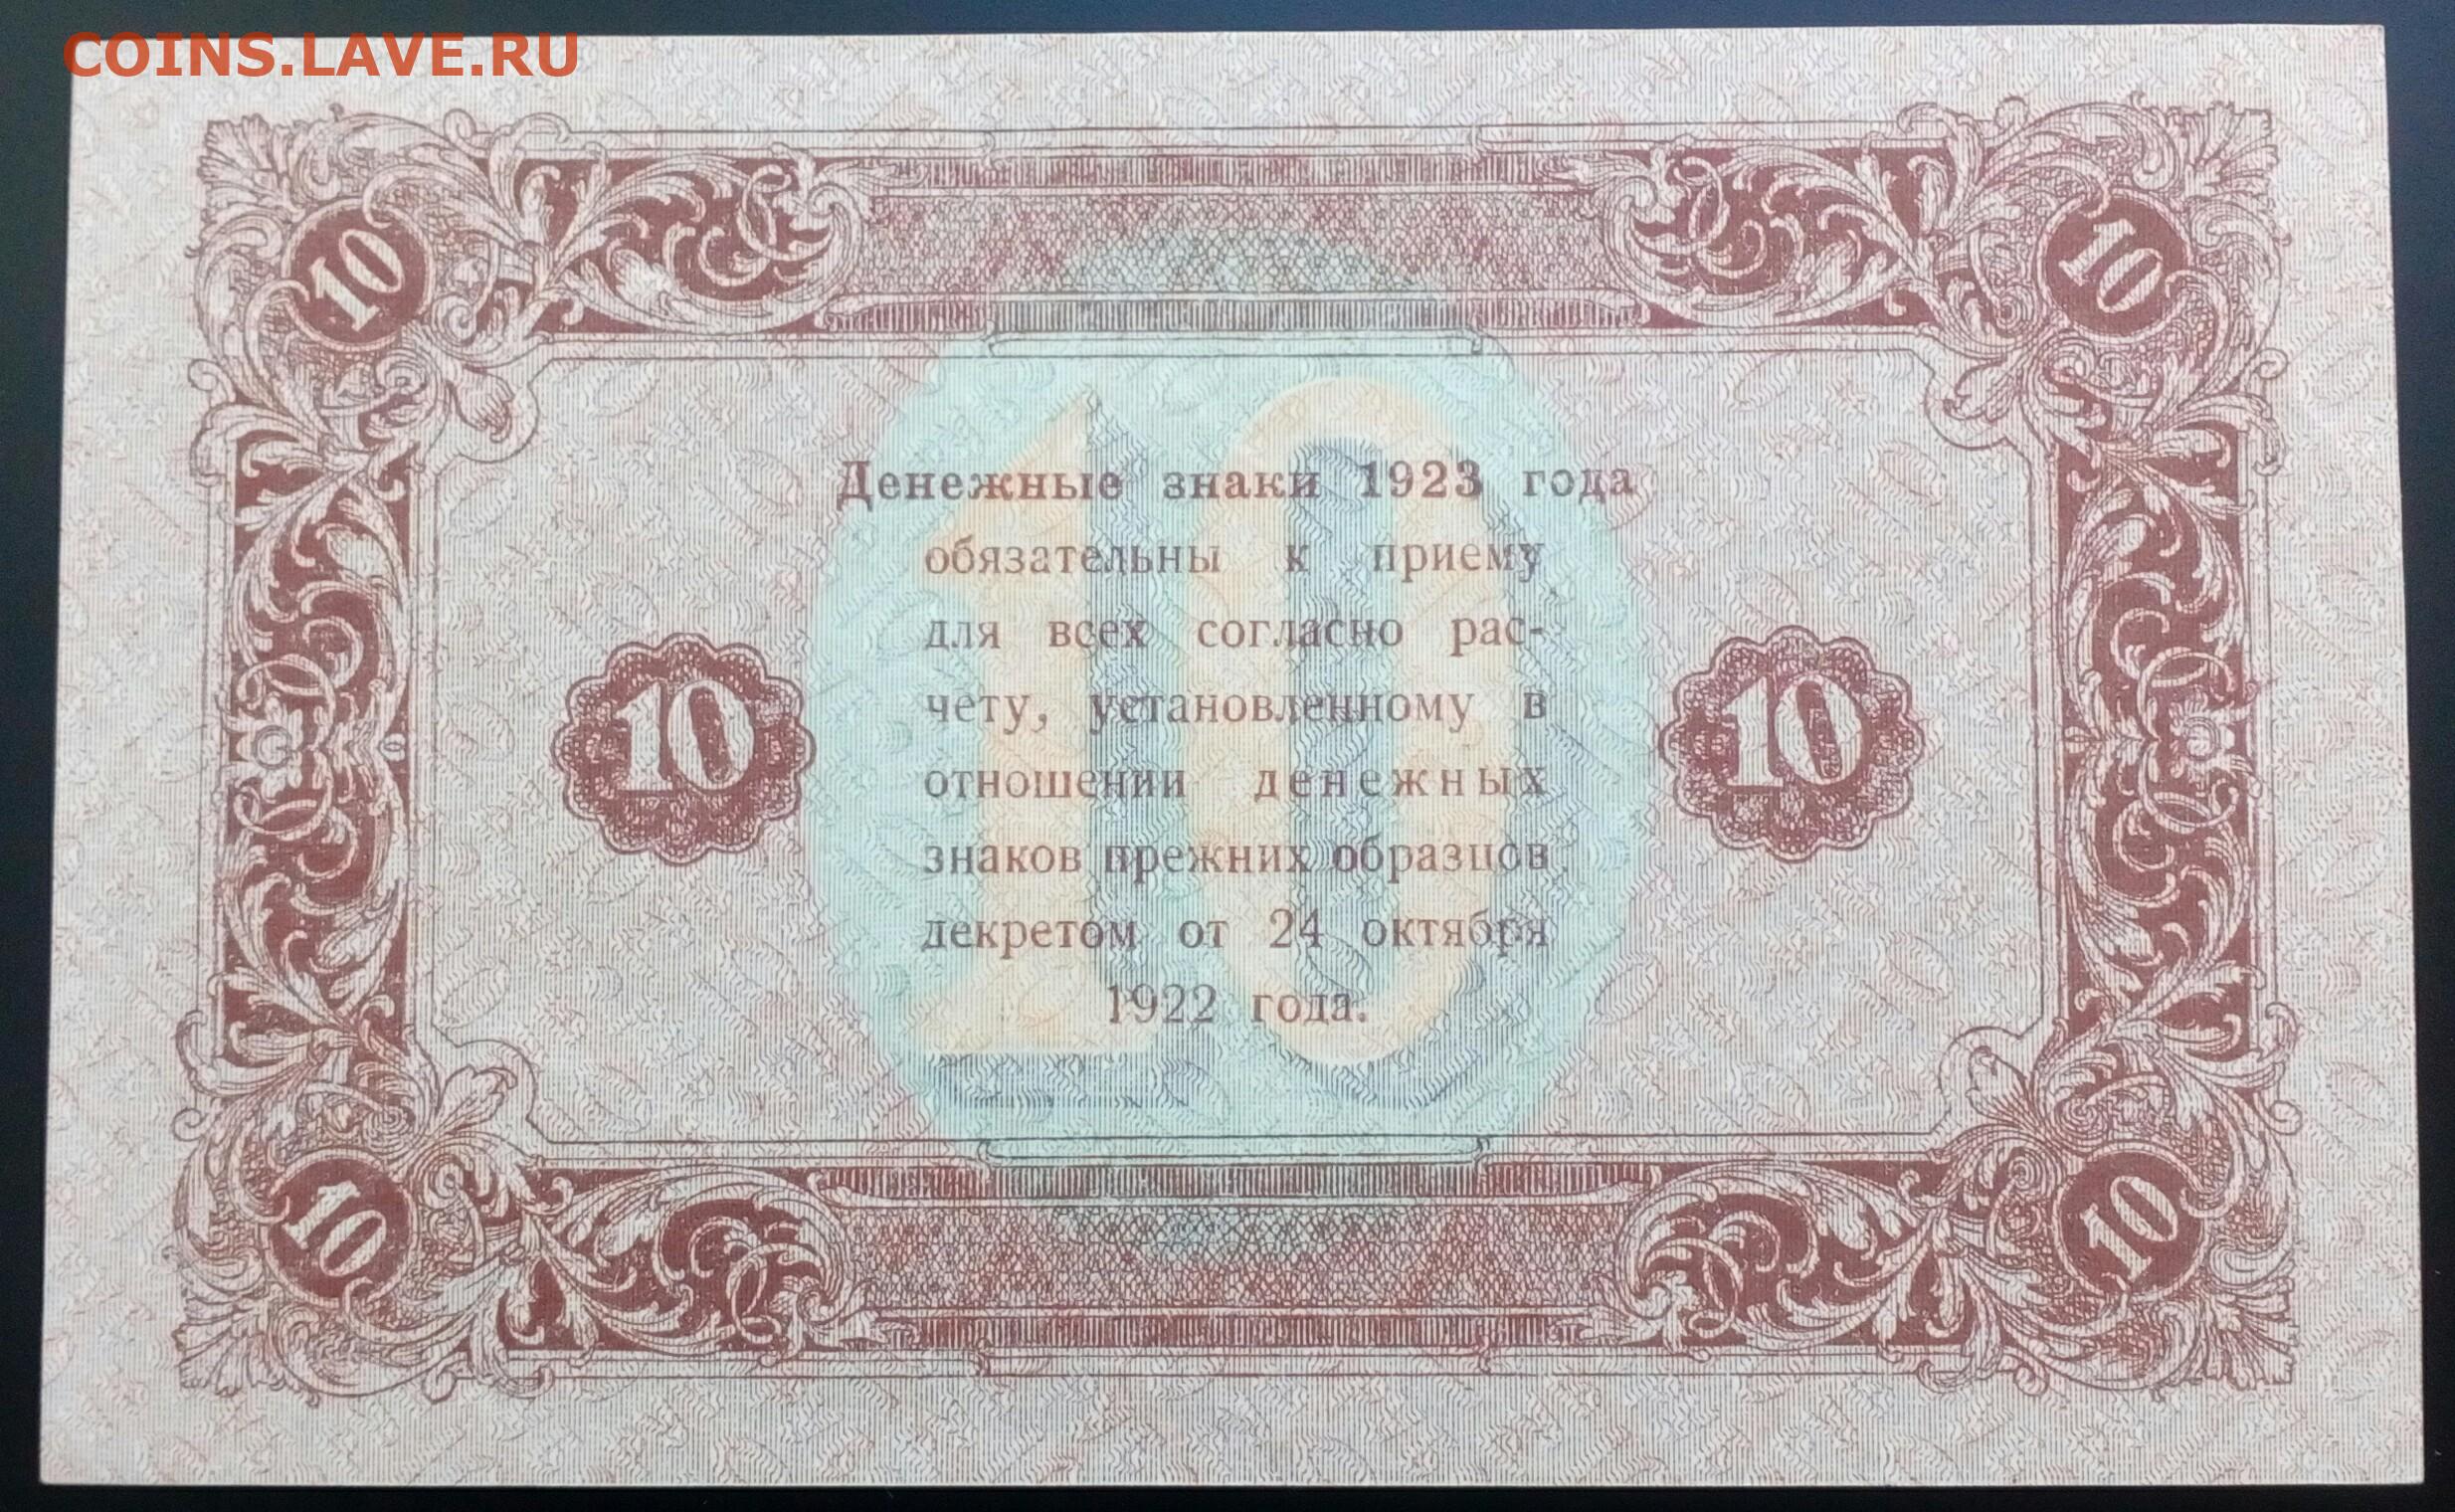 COINS.LAVE.RU
10 10
10
Денежные знаки 1923 года
обязательны к приему
для всех согласно рас-
чету, установленному в
отношении денежных
знаков прежних образцов
декретом от 24 октября
1922 года.
10 10
10 10